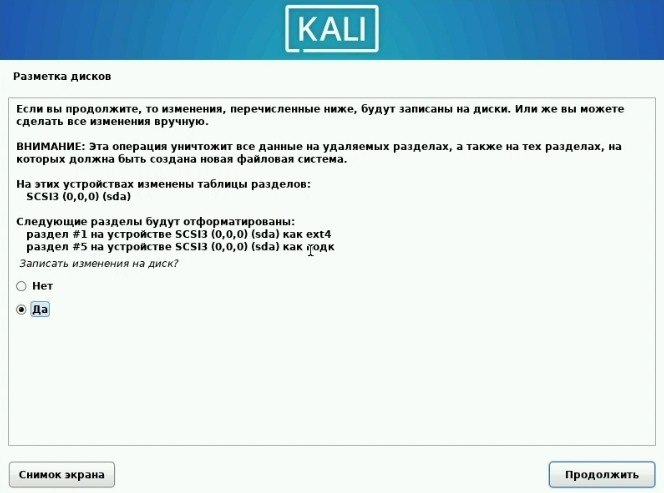 KALI
Разметка дисков
Если вы продолжите, то изменения, перечисленные ниже, будут записаны на диски. Или же вы можете
сделать все изменения вручную.
ВНИМАНИЕ: Эта операция уничтожит все данные на удаляемых разделах, а также на тех разделах, на
которых должна быть создана новая файловая система.
На этих устройствах изменены таблицы разделов:
SCSI3 (0,0,0) (sda)
Следующие разделы будут отформатированы:
раздел #1 на устройстве SCSI3 (0,0,0) (sda) как ext4
раздел #5 на устройстве SCSI3 (0,0,0) (sda) как
Записать изменения на диск?
Нет
Да
Снимок экрана
Продолжить